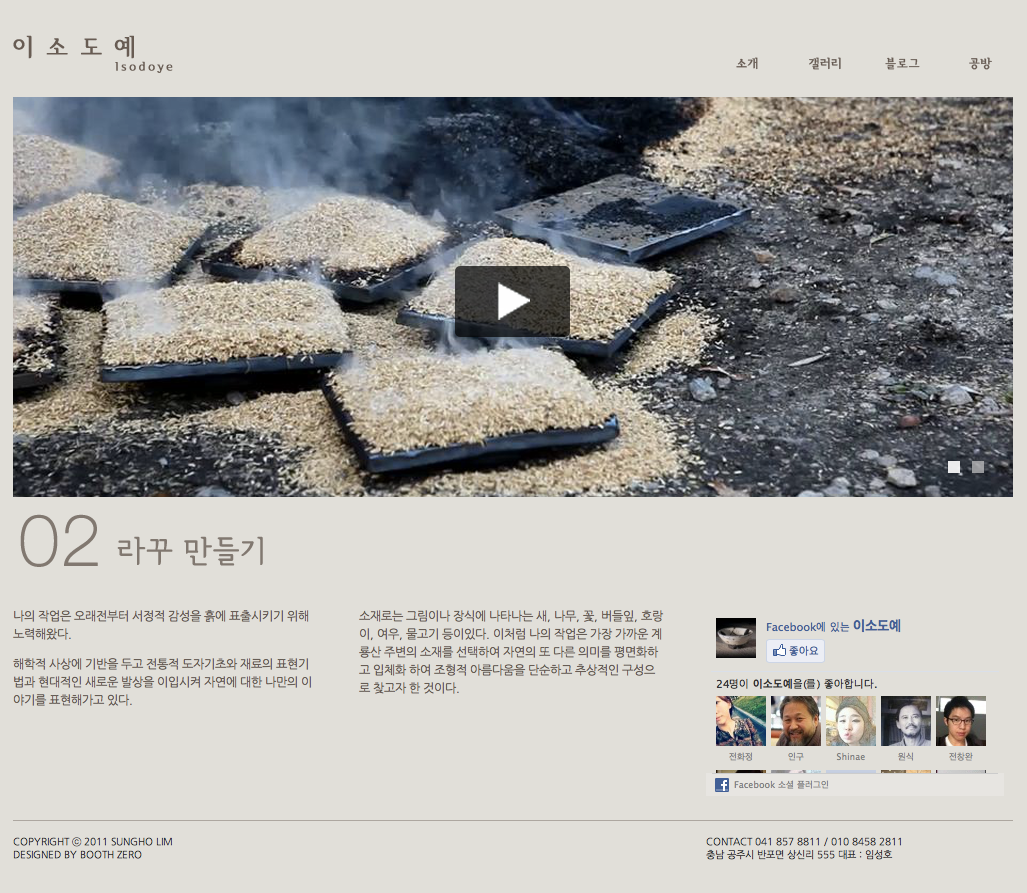 이 소 도 예
Isodoye
소개 갤러리 블로그 공방
02 라꾸 만들기
나의 작업은 오래전부터 서정적 감성을 흙에 표출시키기 위해
노력해왔다.
해학적 사상에 기반을 두고 전통적 도자기초와 재료의 표현기
법과 현대적인 새로운 발상을 이입시켜 자연에 대한 나만의 이
야기를 표현해가고 있다.
소재로는 그림이나 장식에 나타나는 새, 나무, 꽃, 버들잎, 호랑
이, 여우, 물고기 등이있다. 이처럼 나의 작업은 가장 가까운 계
룡산 주변의 소재를 선택하여 자연의 또 다른 의미를 평면화하
고 입체화 하여 조형적 아름다움을 단순하고 추상적인 구성으
로 찾고자 한 것이다.
Facebook에 있는 이소도예
좋아요
24명이 이소도예을(를) 좋아합니다.
전화정 인구 Shinae 원식 전창완
Facebook 소셜 플러그인
COPYRIGHT ⓒ 2011 SUNGHO LIM
DESIGNED BY BOOTH ZERO
CONTACT 041 857 8811 / 010 8458 2811
충남 공주시 반포면 상신리 555 대표 : 임성호